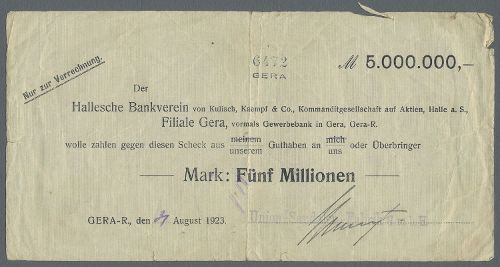 6472
GERA
M 5.000.000,–
Nur zur Verrechnung.
Der
Hallesche Bankverein von Kulisch, Kaempf & Co., Kommanditgesellschaft auf Aktien, Halle a. S.,
Filiale Gera, vormals Gewerbebank in Gera, Gera-R.
wolle zahlen gegen diesen Scheck aus meinem unserem Guthaben an mich uns oder Überbringer
Mark: Fünf Millionen
GERA-R., den August 1923.
Union